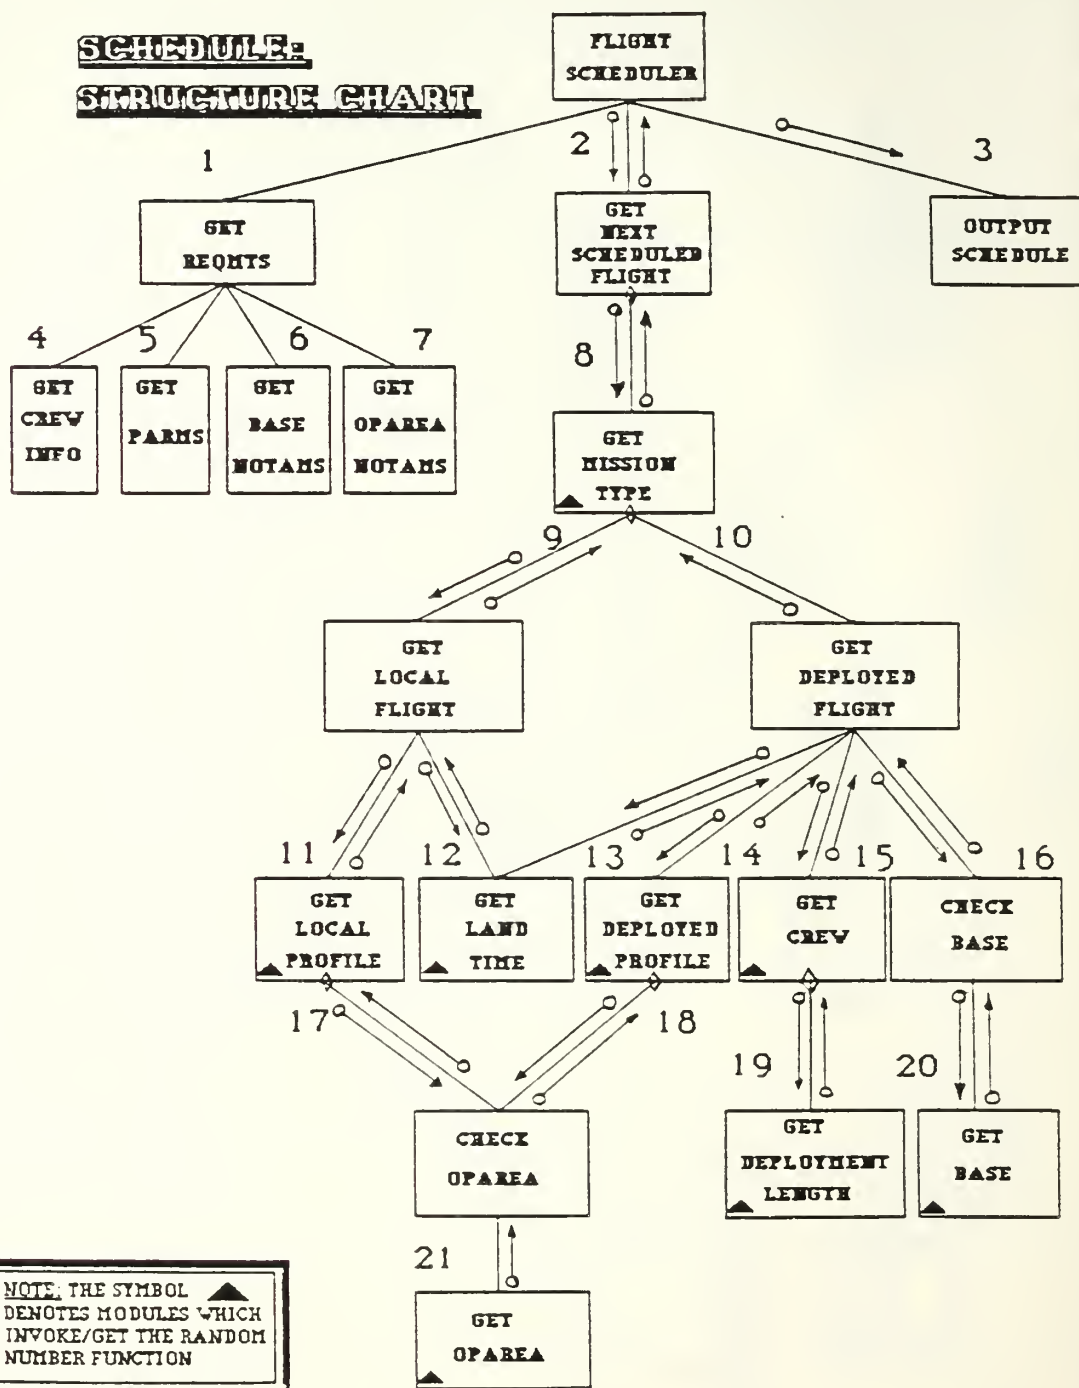 SCHEDULE:
STRUCTURE CHART
FLIGHT
SCHEDULER
1
2
3
GET
REQMTS
GET
NEXT
SCHEDULED
FLIGHT
OUTPUT
SCHEDULE
4
5
6
7
8
GET
CREW
INFO
GET
PARMS
GET
BASE
NOTAMS
GET
OPAREA
NOTAMS
GET
MISSION
TYPE
9
10
GET
LOCAL
FLIGHT
GET
DEPLOYED
FLIGHT
11
12
13
14
15
16
GET
LOCAL
PROFILE
GET
LAND
TIME
GET
DEPLOYED
PROFILE
GET
CREW
CHECK
BASE
17
18
19
20
CHECK
OPAREA
GET
DEPLOYMENT
LENGTH
GET
BASE
21
GET
OPAREA
NOTE: THE SYMBOL
DENOTES MODULES WHICH
INVOKE/GET THE RANDOM
NUMBER FUNCTION